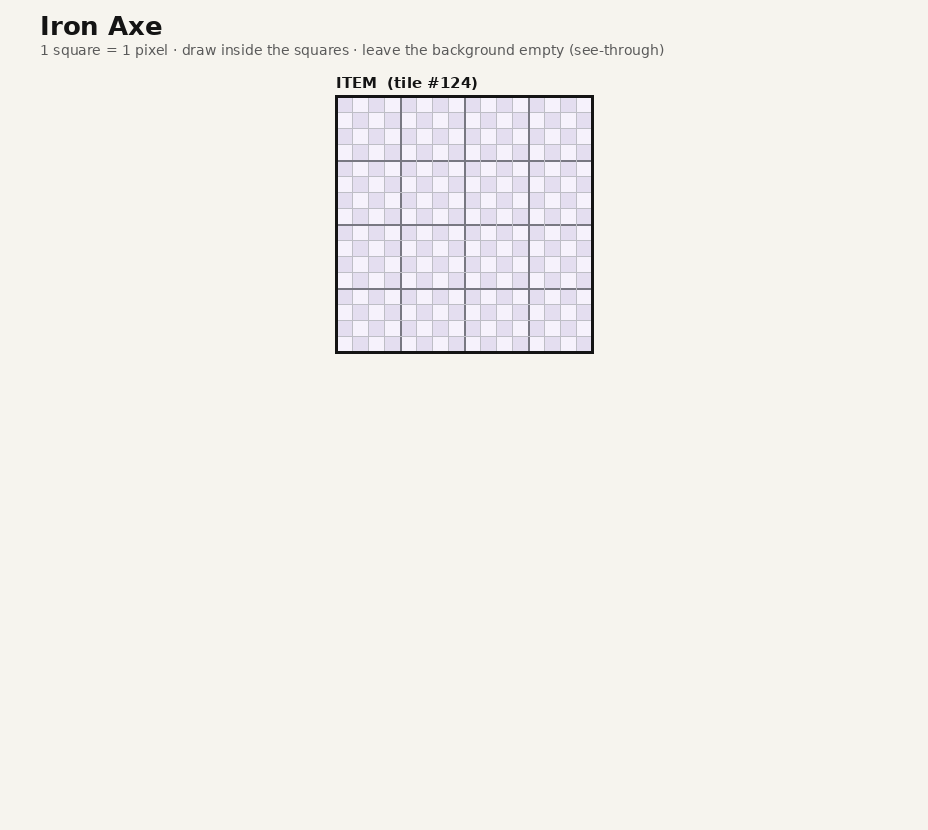 Iron Axe
1 square = 1 pixel · draw inside the squares · leave the background empty (see-through)
ITEM  (tile #124)